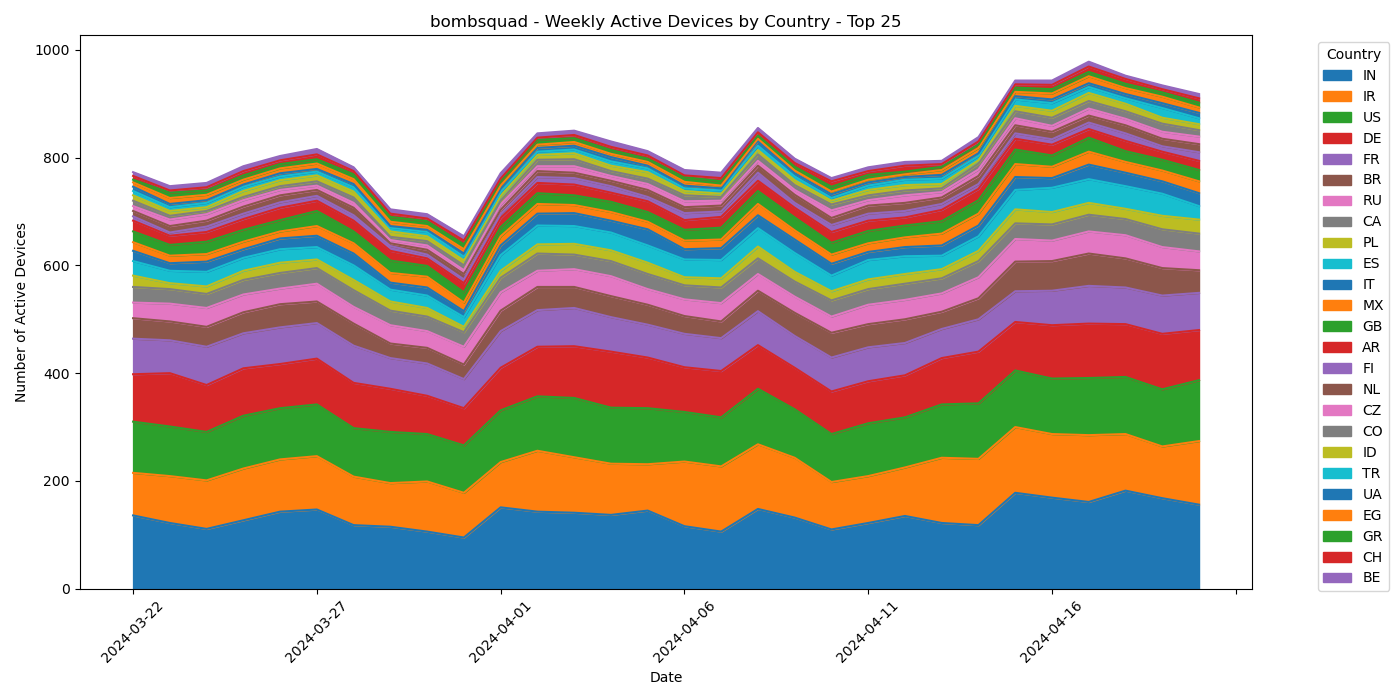 bombsquad - Weekly Active Devices by Country - Top 25
Number of Active Devices
1000
800
600
400
200
0
2024-03-22
2024-03-27
2024-04-01
2024-04-06
2024-04-11
2024-04-16
Date
Country
IN
IR
US
DE
FR
BR
RU
CA
PL
ES
IT
MX
GB
AR
FI
NL
CZ
CO
ID
TR
UA
EG
GR
CH
BE